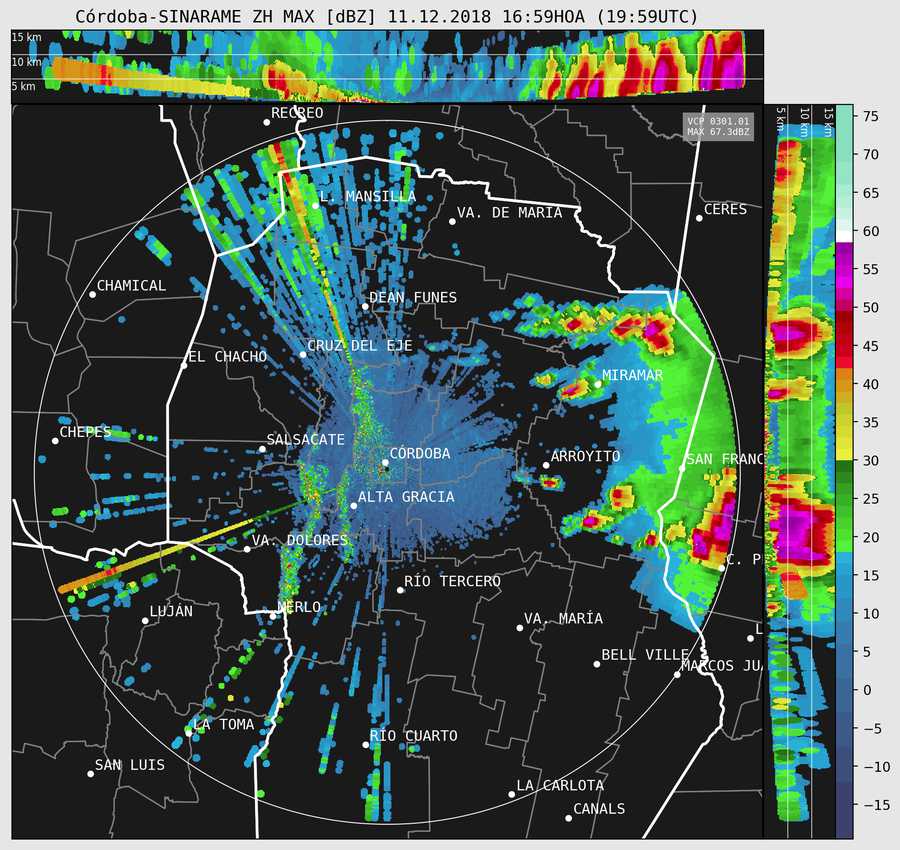 Córdoba-SINARAME ZH MAX [dBZ] 11.12.2018 16:59HOA (19:59UTC)
15 km
10 km
5 km
RECREO
VCP 0301.01
MAX 67.3dBZ
5 km
10 km
15 km
L. MANSILLA
VA. DE MARIA
CERES
CHAMICAL
DEAN FUNES
CRUZ DEL EJE
EL CHACHO
MIRAMAR
CHEPES
SALSACATE
CÓRDOBA
ARROYITO
SAN FRANC
ALTA GRACIA
VA. DOLORES
C. P
RÍO TERCERO
LUJÁN
MERLO
VA. MARÍA
L
BELL VILLE
MARCOS JUÁ
LA TOMA
RÍO CUARTO
SAN LUIS
LA CARLOTA
CANALS
75
70
65
60
55
50
45
40
35
30
25
20
15
10
5
0
−5
−10
−15